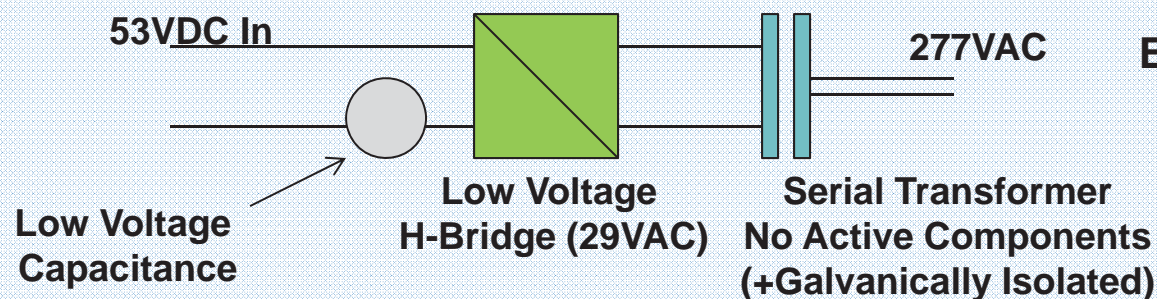 53VDC In
277VAC
E
Low Voltage
Capacitance
Low Voltage
H-Bridge (29VAC)
Serial Transformer
No Active Components
(+Galvanically Isolated)